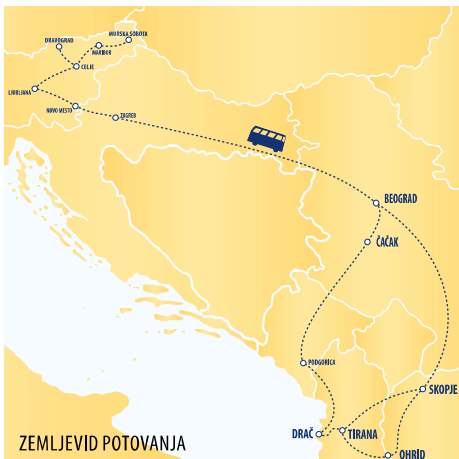 MURSKA SOBOTA
DRAVOGRAD
MARIBOR
CELJE
LJUBLJANA
NOVO MESTO
ZAGREB
BEOGRAD
ČAČAK
PODGORICA
SKOPJE
DRAČ
TIRANA
OHRID
ZEMLJEVID POTOVANJA